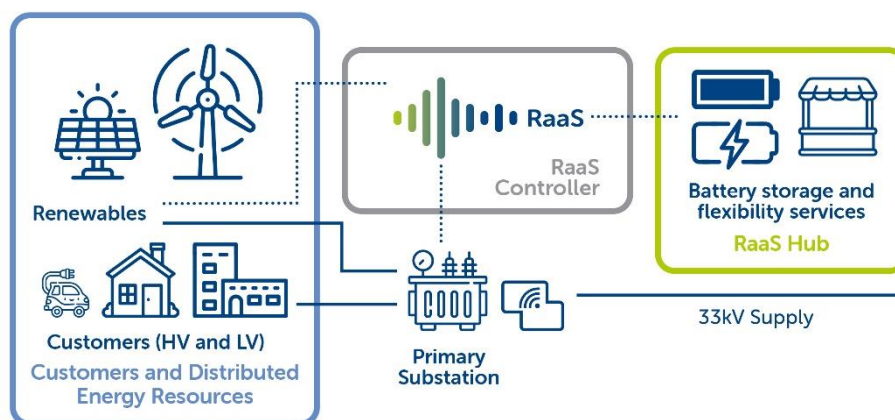 Renewables
Customers (HV and LV)
Customers and Distributed
Energy Resources
RaaS
RaaS
Controller
Primary
Substation
Battery storage and
flexibility services
RaaS Hub
33kV Supply